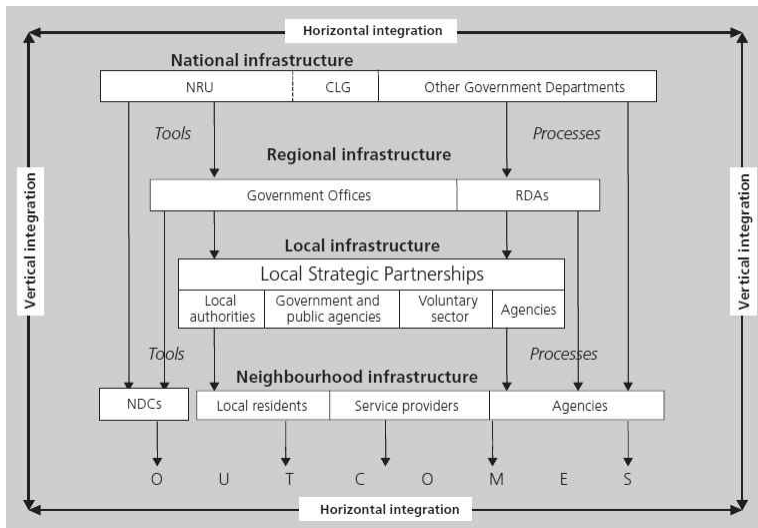 Horizontal integration
National infrastructure
NRU CLG Other Government Departments
Tools Processes
Regional infrastructure
Government Offices RDAs
Vertical integration
Vertical integration
Local infrastructure
Local Strategic Partnerships
Local authorities Government and public agencies Voluntary sector Agencies
Tools Processes
Neighbourhood infrastructure
NDCs Local residents Service providers Agencies
O U T C O M E S
Horizontal integration